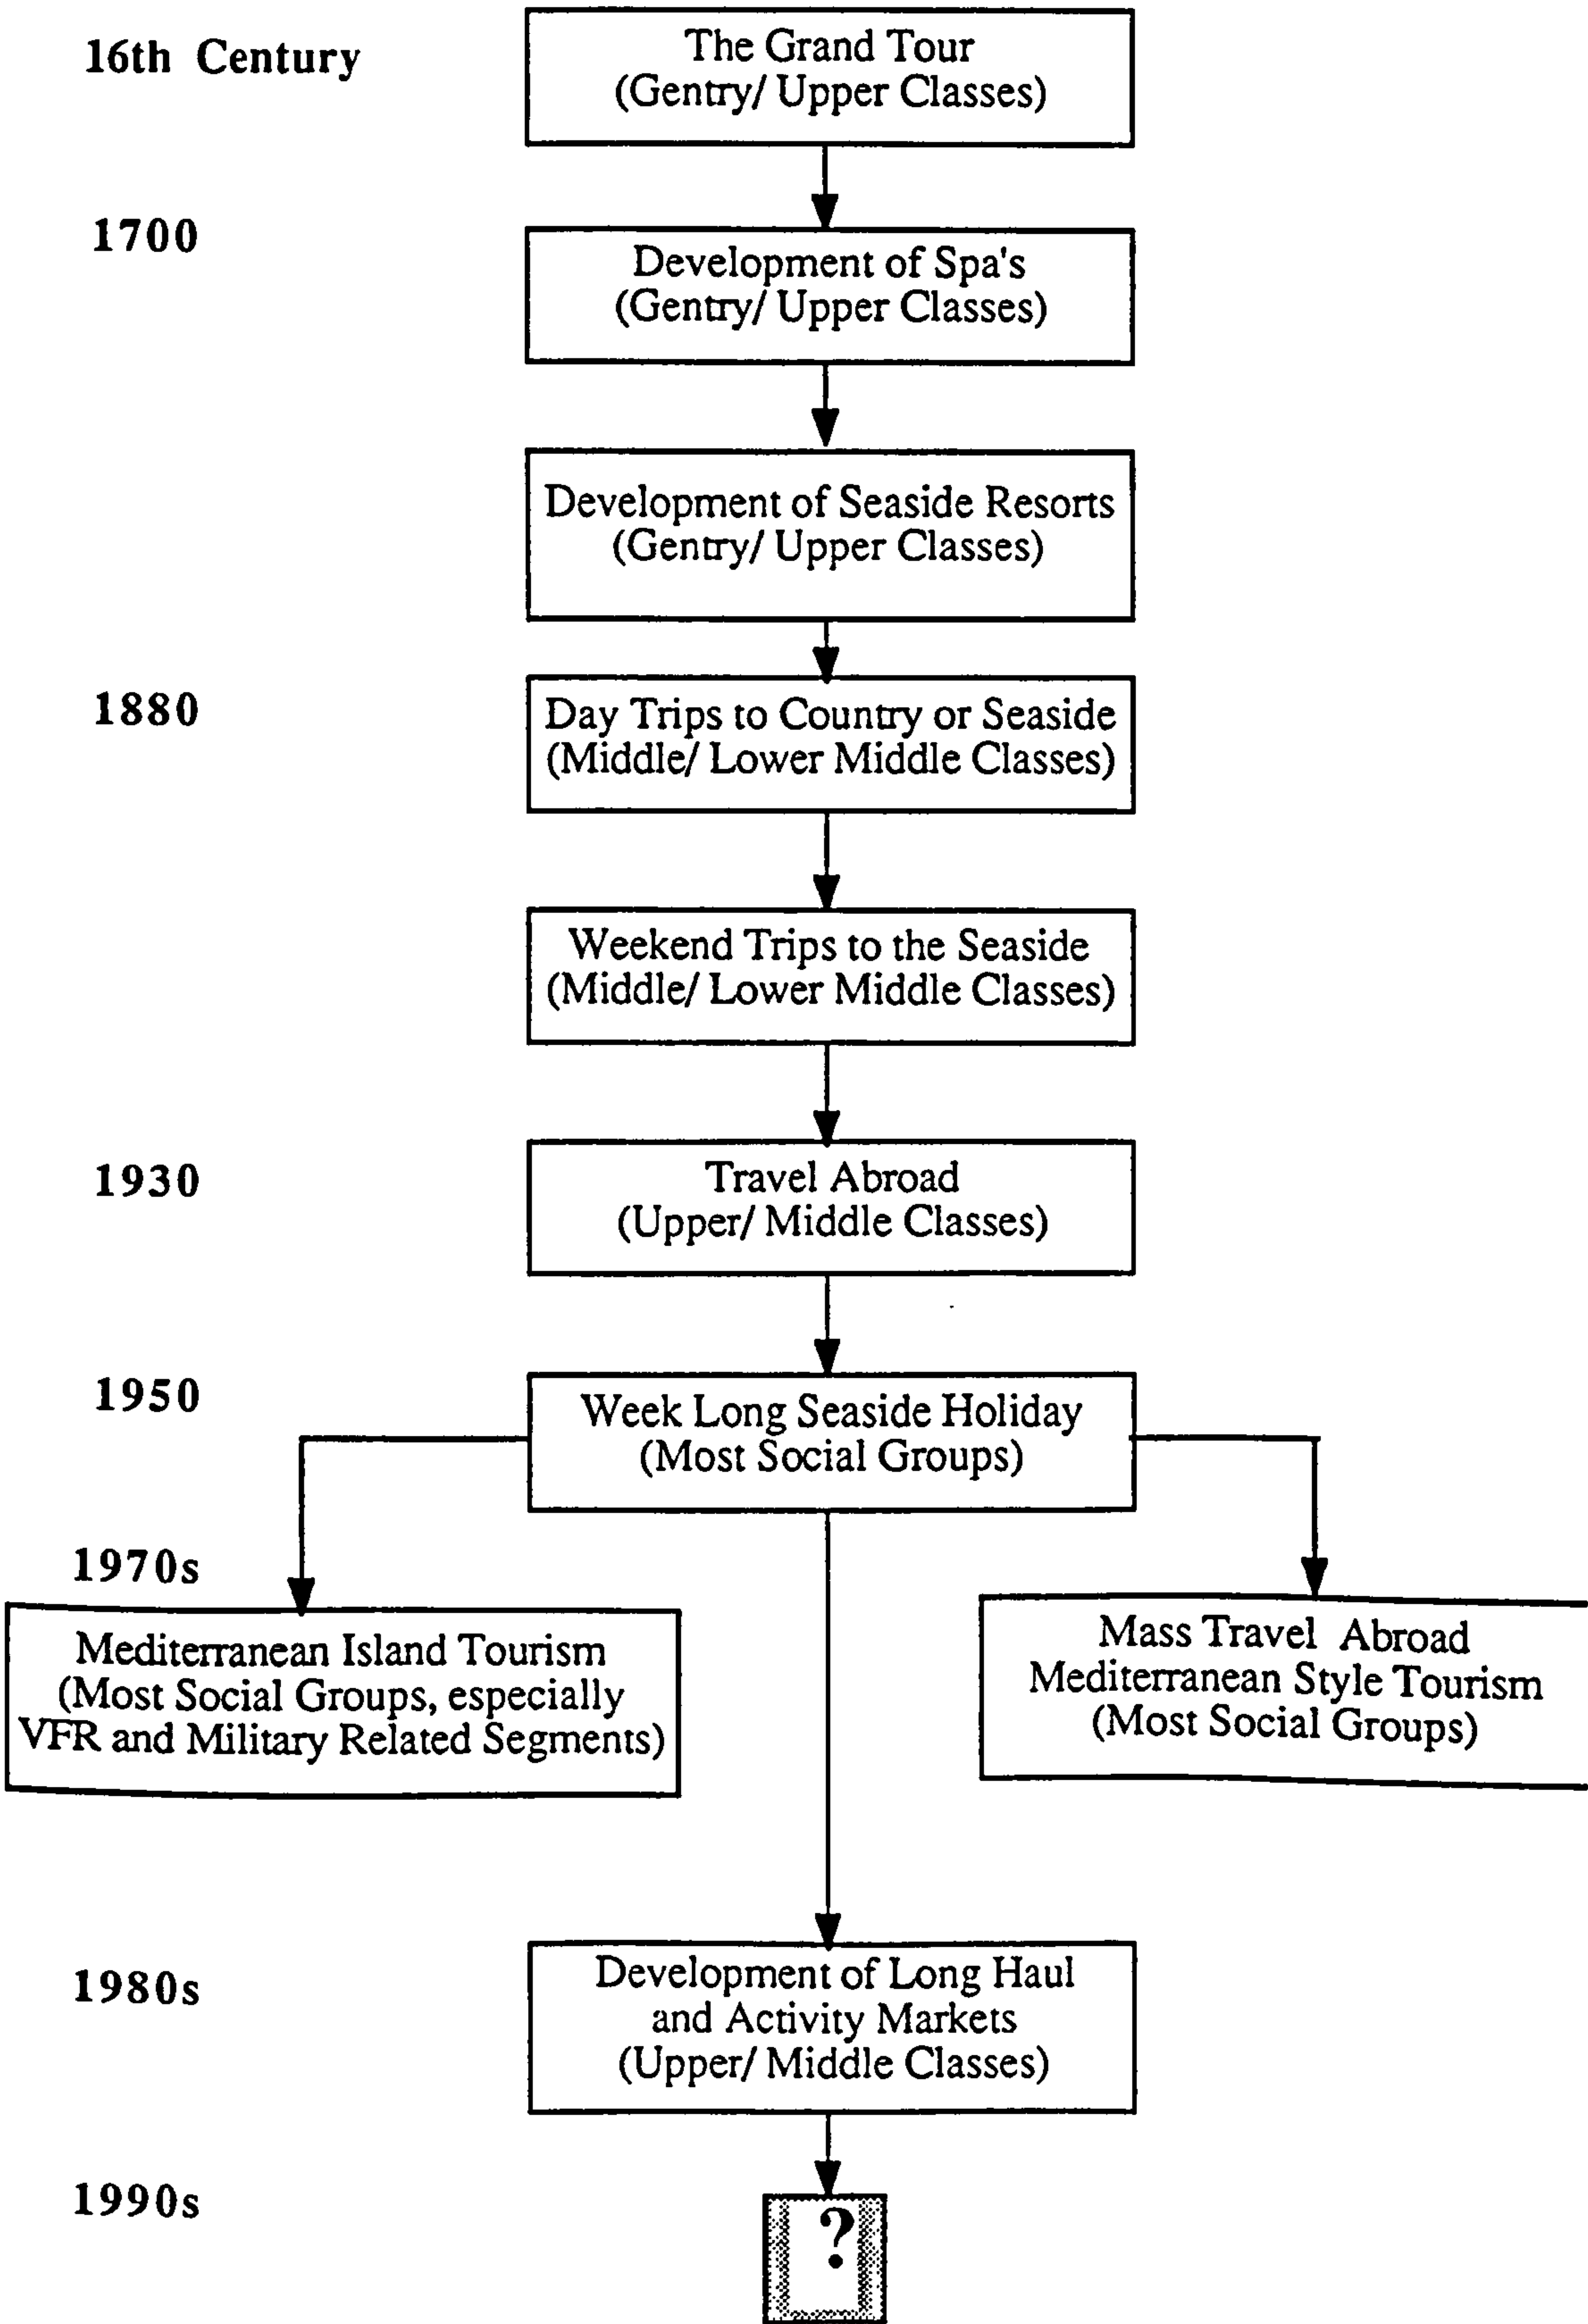 16th Century
The Grand Tour
(Gentry/ Upper Classes)
1700
Development of Spa's
(Gentry/ Upper Classes)
Development of Seaside Resorts
(Gentry/ Upper Classes)
1880
Day Trips to Country or Seaside
(Middle/ Lower Middle Classes)
Weekend Trips to the Seaside
(Middle/ Lower Middle Classes)
1930
Travel Abroad
(Upper/ Middle Classes)
1950
Week Long Seaside Holiday
(Most Social Groups)
1970s
Mediterranean Island Tourism
(Most Social Groups, especially
VFR and Military Related Segments)
Mass Travel Abroad
Mediterranean Style Tourism
(Most Social Groups)
1980s
Development of Long Haul
and Activity Markets
(Upper/ Middle Classes)
1990s
?